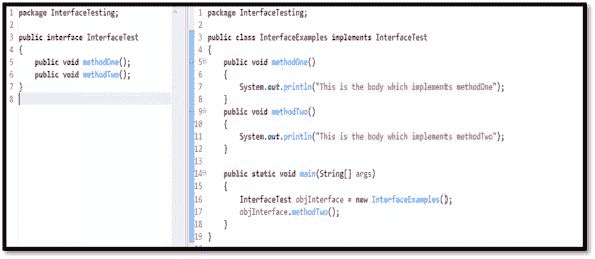 1 package InterfaceTesting;
2
3 public interface InterfaceTest
4 {
5 public void methodOne();
6 public void methodTwo();
7 }
8
1 package InterfaceTesting;
2
3 public class InterfaceExamples implements InterfaceTest
4 {
5 public void methodOne()
6 {
7 System.out.println("This is the body which implements methodOne");
8 }
9 public void methodTwo()
10 {
11 System.out.println("This is the body which implements methodTwo");
12 }
13
14 public static void main(String[] args)
15 {
16 InterfaceTest objInterface = new InterfaceExamples();
17 objInterface.methodTwo();
18 }
19 }